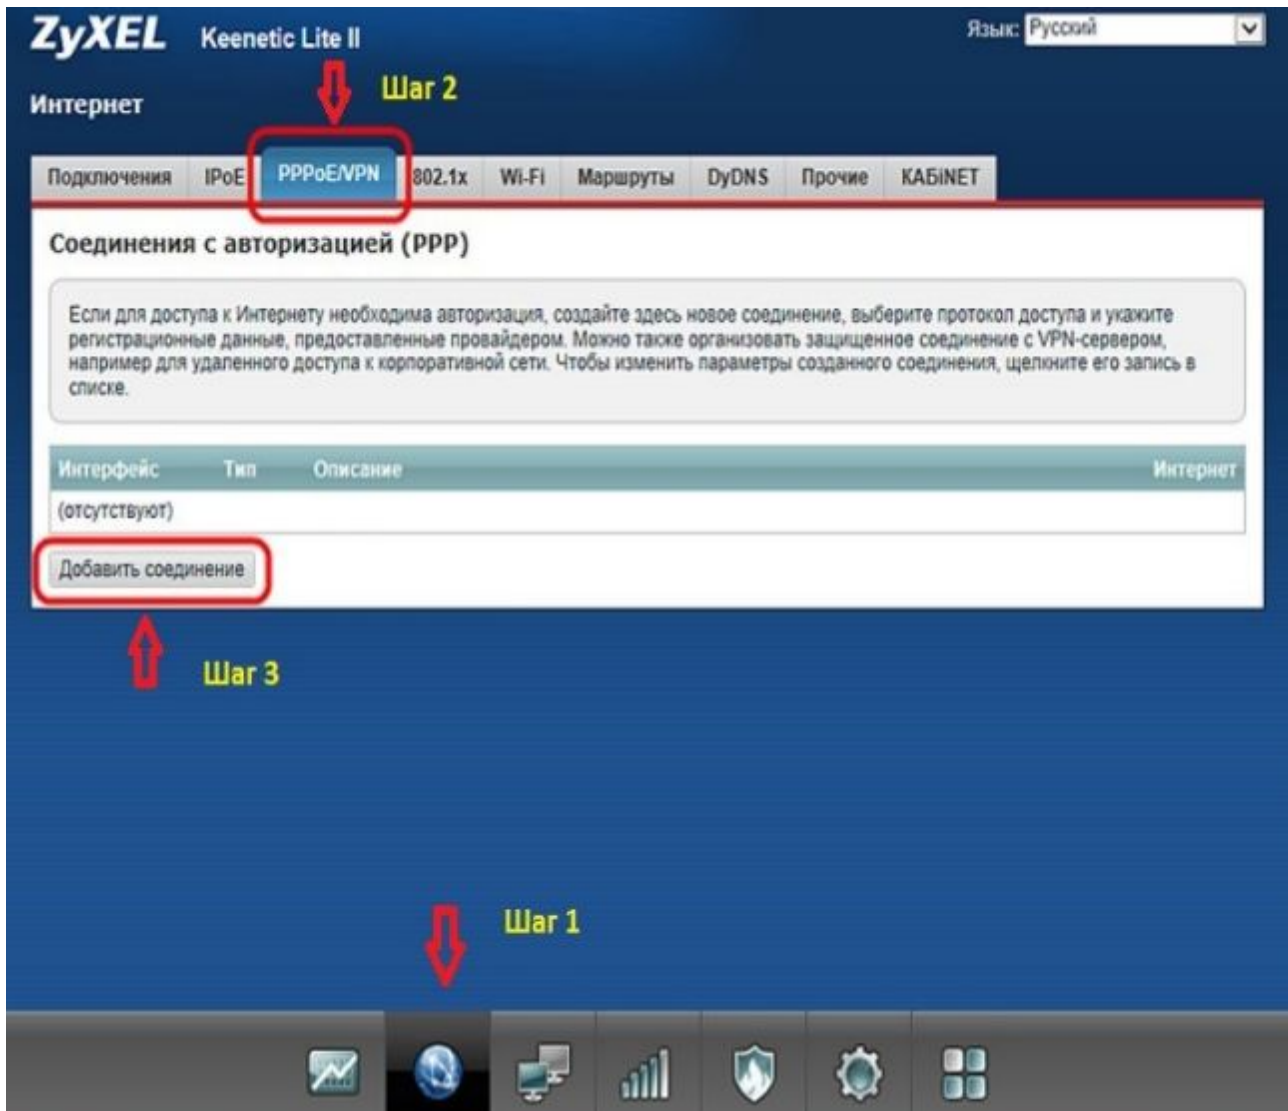 ZyXEL Keenetic Lite II
Язык: Русский
Шаг 2
Интернет
Подключения IPoE PPPoE/VPN 802.1x Wi-Fi Маршруты DyDNS Прочие КАБiNET
Соединения с авторизацией (PPP)
Если для доступа к Интернету необходима авторизация, создайте здесь новое соединение, выберите протокол доступа и укажите
регистрационные данные, предоставленные провайдером. Можно также организовать защищенное соединение с VPN-сервером,
например для удаленного доступа к корпоративной сети. Чтобы изменить параметры созданного соединения, щелкните его запись в
списке.
Интерфейс Тип Описание Интернет
(отсутствуют)
Добавить соединение
Шаг 3
Шаг 1